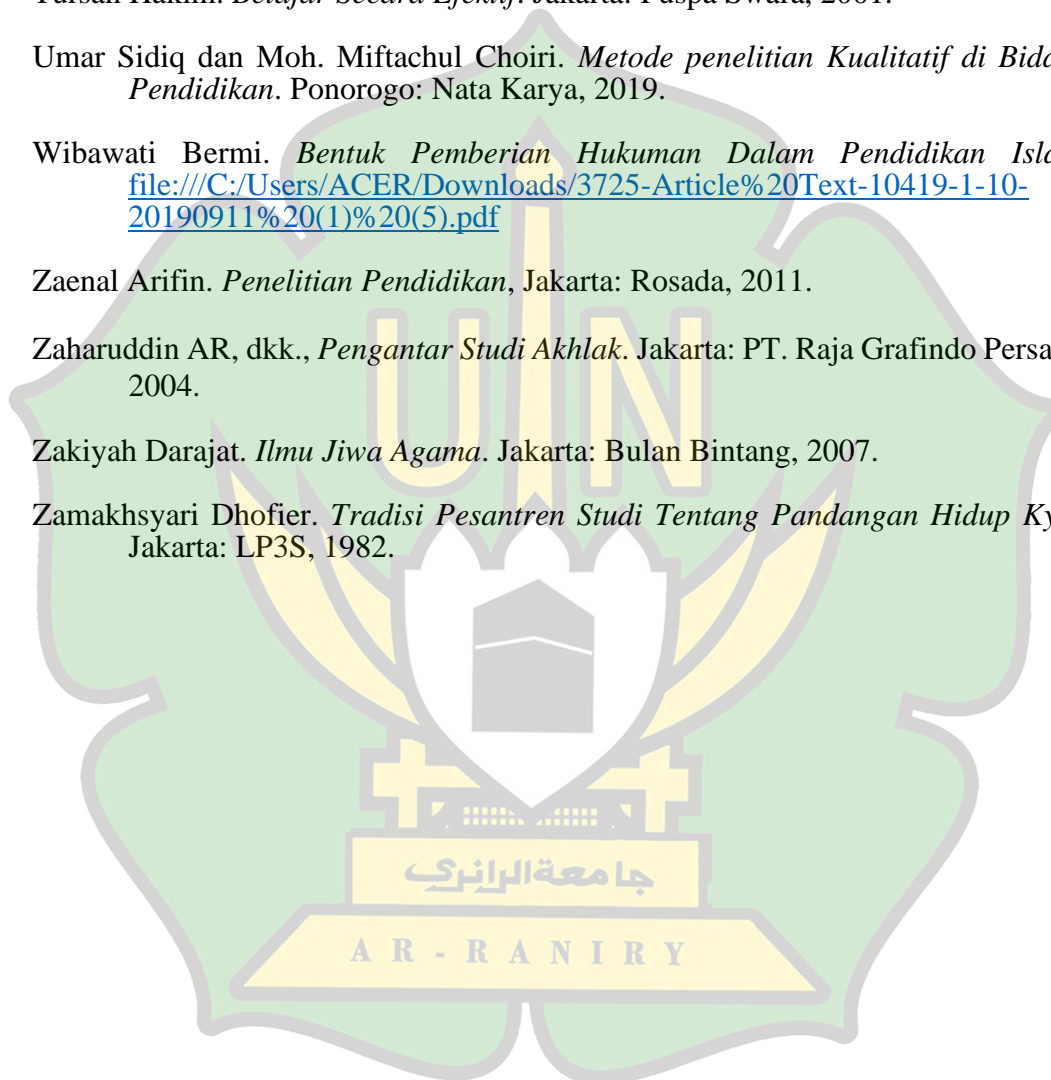 Umar Sidiq dan Moh. Miftachul Choiri. Metode penelitian Kualitatif di
Pendidikan. Ponorogo: Nata Karya, 2019.
Wibawati Bermi. Bentuk Pemberian Hukuman Dalam Pendidikan
file:///C:/Users/ACER/Downloads/3725-Article%20Text-10419-1-10-
20190911%20(1)%20(5).pdf
Zaenal Arifin. Penelitian Pendidikan, Jakarta: Rosada, 2011.
Zaharuddin AR, dkk., Pengantar Studi Akhlak. Jakarta: PT. Raja Grafindo
2004.
Zakiyah Darajat. Ilmu Jiwa Agama. Jakarta: Bulan Bintang, 2007.
Zamakhsyari Dhofier. Tradisi Pesantren Studi Tentang Pandangan Hidup
Jakarta: LP3S, 1982.
UIN
جامعة الرانري
AR-RANIRY